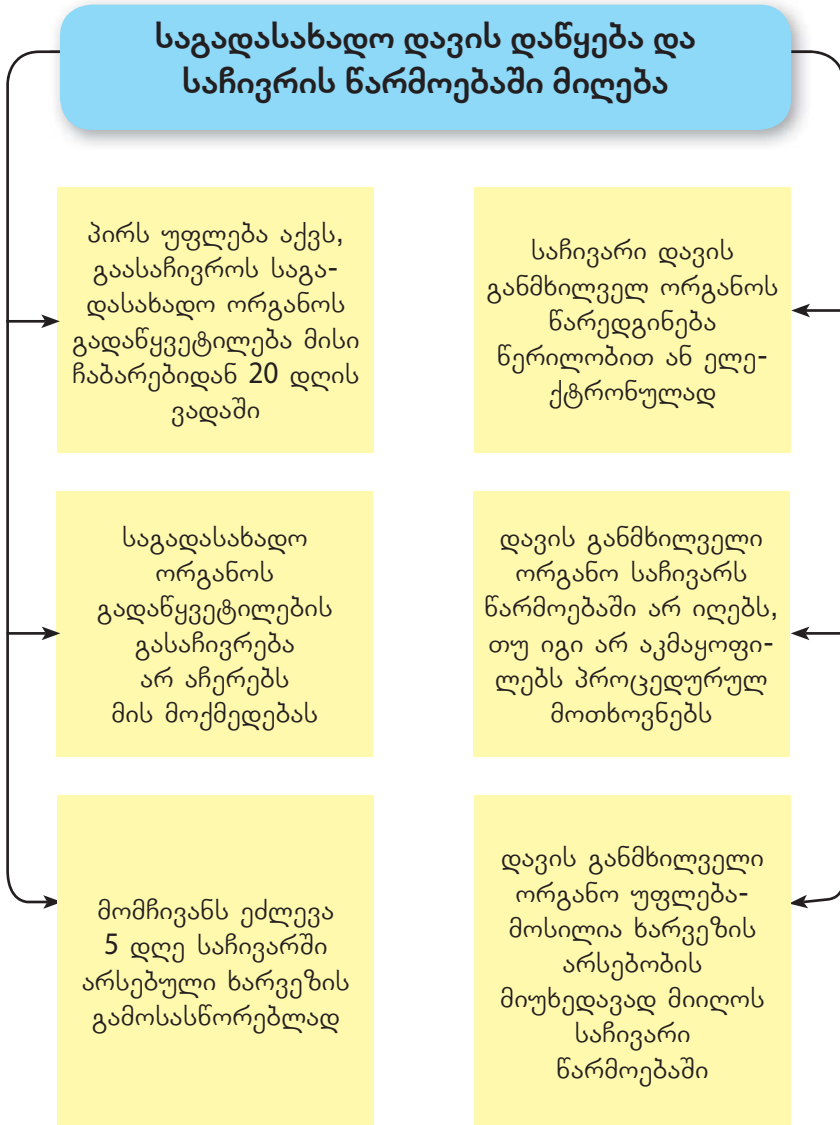 საგადასახადო დავის დაწყება და
საჩივრის წარმოებაში მიღება
პირს უფლება აქვს,
გაასაჩივროს საგა-
დასახადო ორგანოს
გადაწყვეტილება მისი
ჩაბარებიდან 20 დღის
ვადაში
საჩივარი დავის
განმხილველ ორგანოს
წარედგინება
წერილობით ან ელე-
ქტრონულად
საგადასახადო
ორგანოს
გადაწყვეტილების
გასაჩივრება
არ აჩერებს
მის მოქმედებას
დავის განმხილველი
ორგანო საჩივარს
წარმოებაში არ იღებს,
თუ იგი არ აკმაყოფი-
ლებს პროცედურულ
მოთხოვნებს
მომჩივანს ეძლევა
5 დღე საჩივარში
არსებული ხარვეზის
გამოსასწორებლად
დავის განმხილველი
ორგანო უფლება-
მოსილია ხარვეზის
არსებობის
მიუხედავად მიიღოს
საჩივარი
წარმოებაში